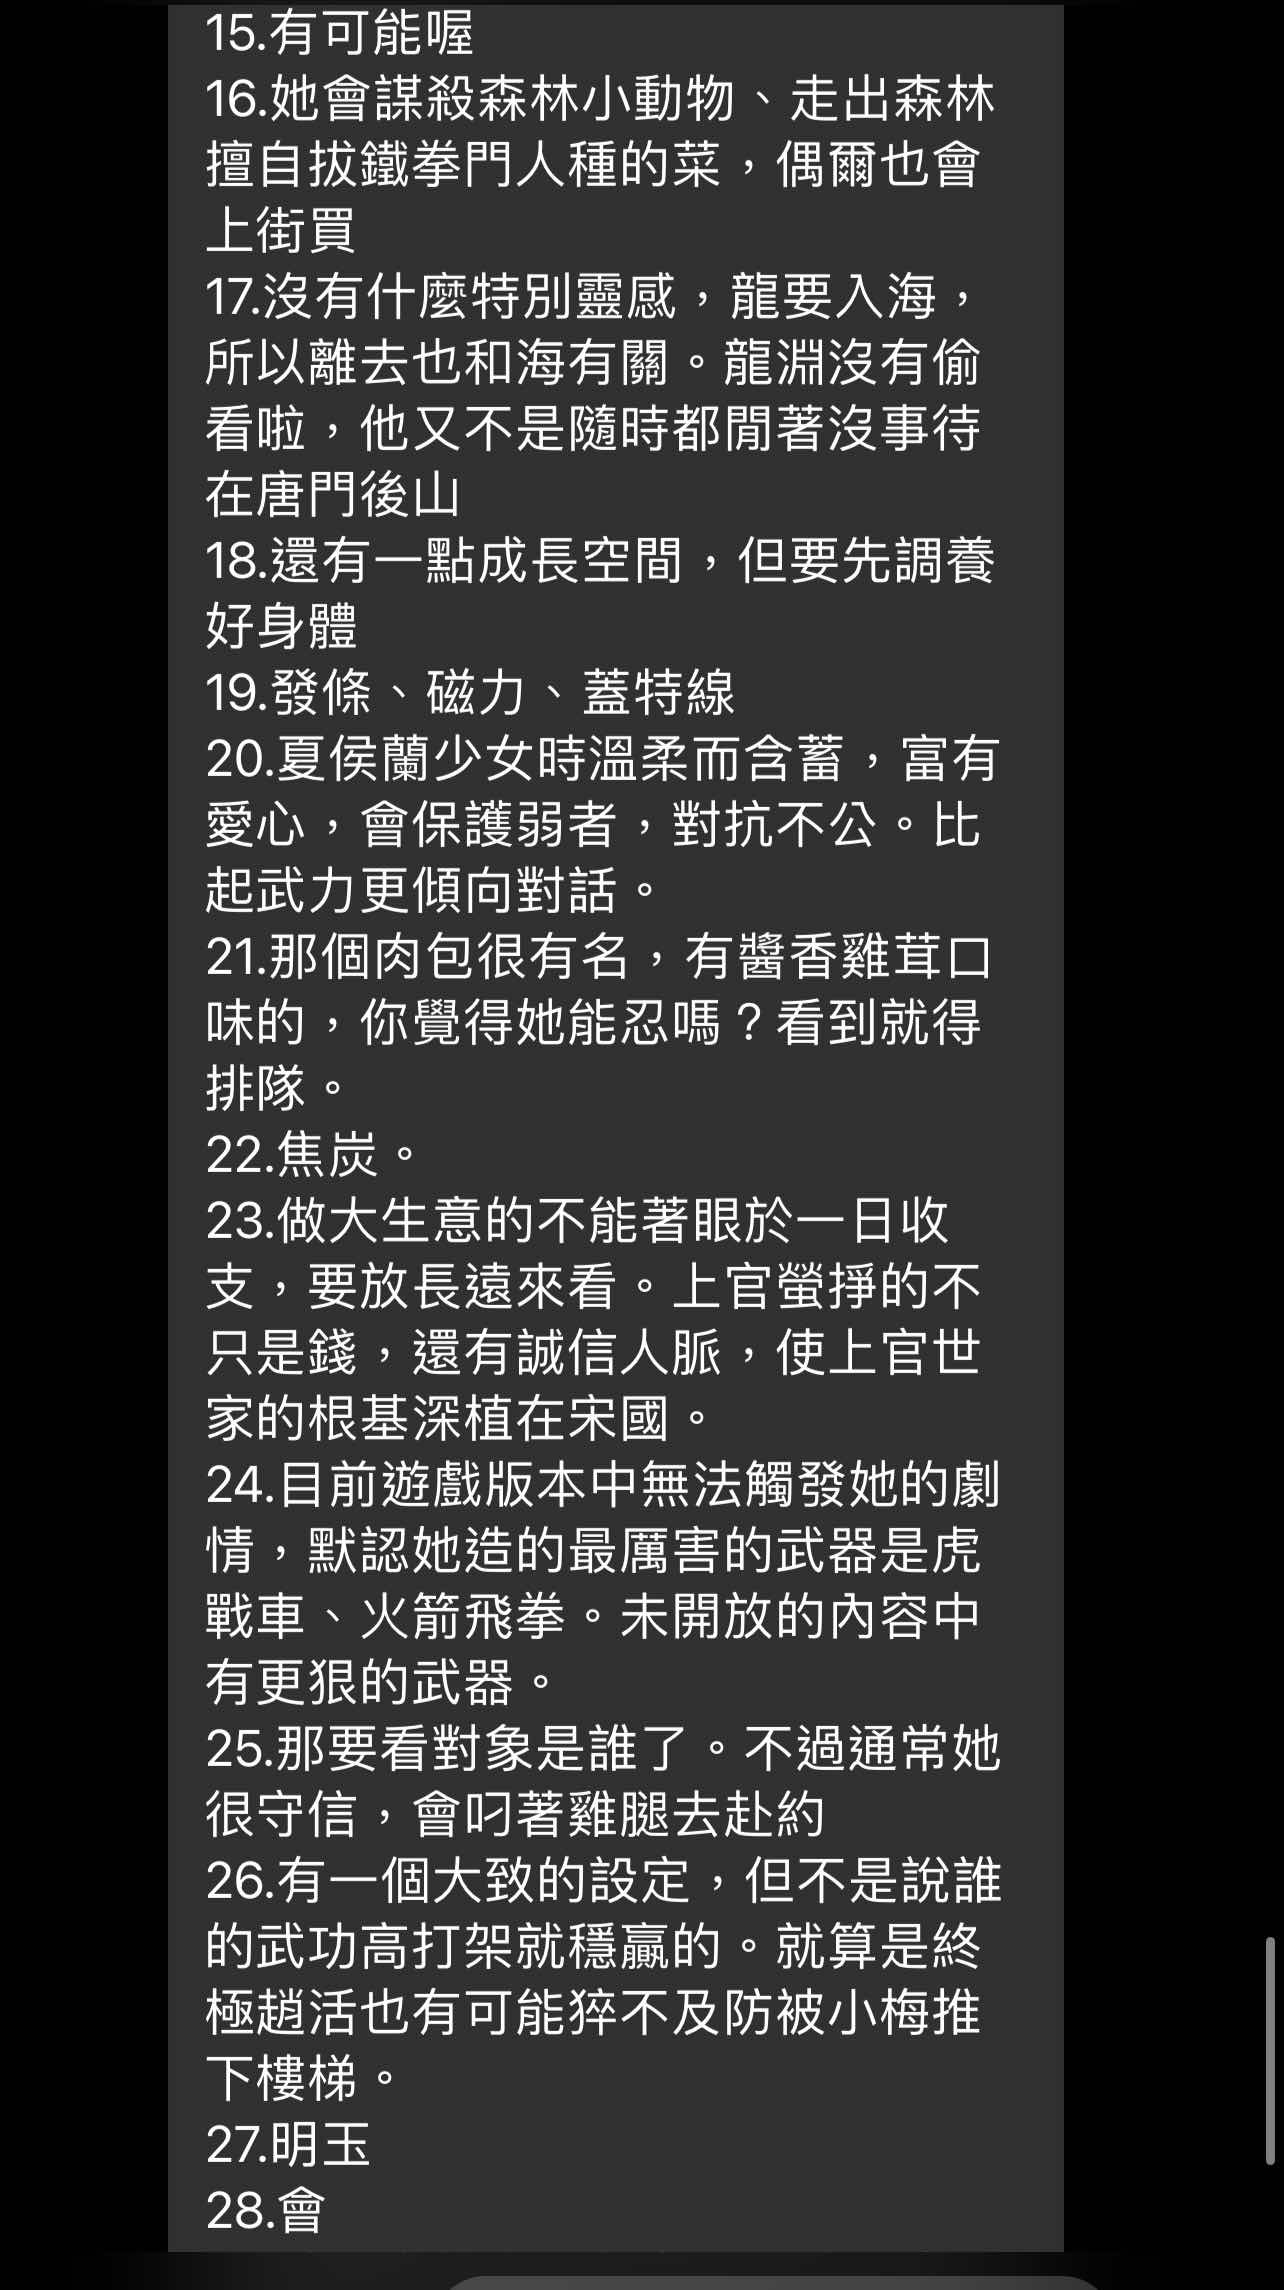 15.有可能喔
16.她會謀殺森林小動物、走出森林
擅自拔鐵拳門人種的菜，偶爾也會
上街買
17.沒有什麼特別靈感，龍要入海，
所以離去也和海有關。龍淵沒有偷
看啦，他又不是隨時都閒著沒事待
在唐門後山
18.還有一點成長空間，但要先調養
好身體
19.發條、磁力、蓋特線
20.夏侯蘭少女時溫柔而含蓄，富有
愛心，會保護弱者，對抗不公。比
起武力更傾向對話。
21.那個肉包很有名，有醬香雞茸口
味的，你覺得她能忍嗎？看到就得
排隊。
22.焦炭。
23.做大生意的不能著眼於一日收
支，要放長遠來看。上官螢掙的不
只是錢，還有誠信人脈，使上官世
家的根基深植在宋國。
24.目前遊戲版本中無法觸發她的劇
情，默認她造的最厲害的武器是虎
戰車、火箭飛拳。未開放的內容中
有更狠的武器。
25.那要看對象是誰了。不過通常她
很守信，會叼著雞腿去赴約
26.有一個大致的設定，但不是說誰
的武功高打架就穩贏的。就算是終
極趙活也有可能猝不及防被小梅推
下樓梯。
27.明玉
28.會